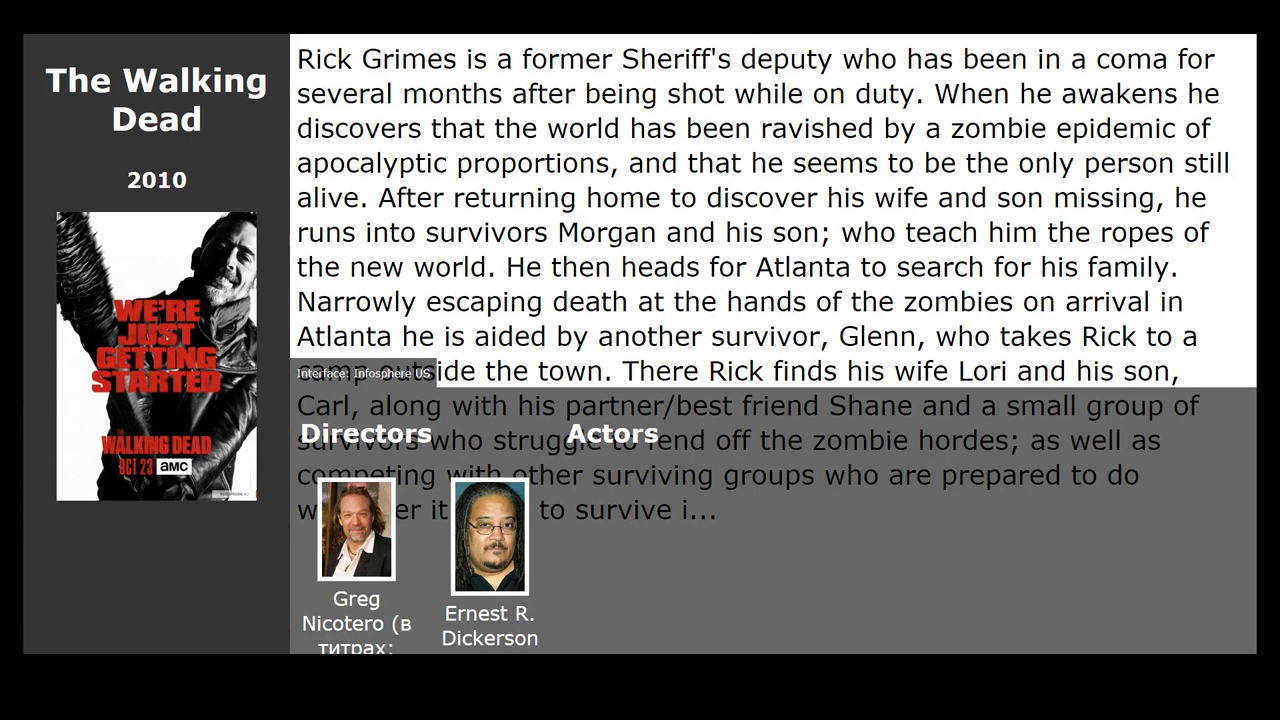 The Walking
Dead
2010
WE'RE
JUST
GETTING
STARTED
THE
WALKING DEAD
OCT 23 amc
Rick Grimes is a former Sheriff's deputy who has been in a coma for
several months after being shot while on duty. When he awakens he
discovers that the world has been ravished by a zombie epidemic of
apocalyptic proportions, and that he seems to be the only person still
alive. After returning home to discover his wife and son missing, he
runs into survivors Morgan and his son; who teach him the ropes of
the new world. He then heads for Atlanta to search for his family.
Narrowly escaping death at the hands of the zombies on arrival in
Atlanta he is aided by another survivor, Glenn, who takes Rick to a
camp outside the town. There Rick finds his wife Lori and his son,
Interface: Infosphere US
Carl, along with his partner/best friend Shane and a small group of
survivors who struggle to fend off the zombie hordes; as well as
Directors
Actors
competing with other surviving groups who are prepared to do
it to survive i...
Greg
Nicotero (в
титрах:
Ernest R.
Dickerson